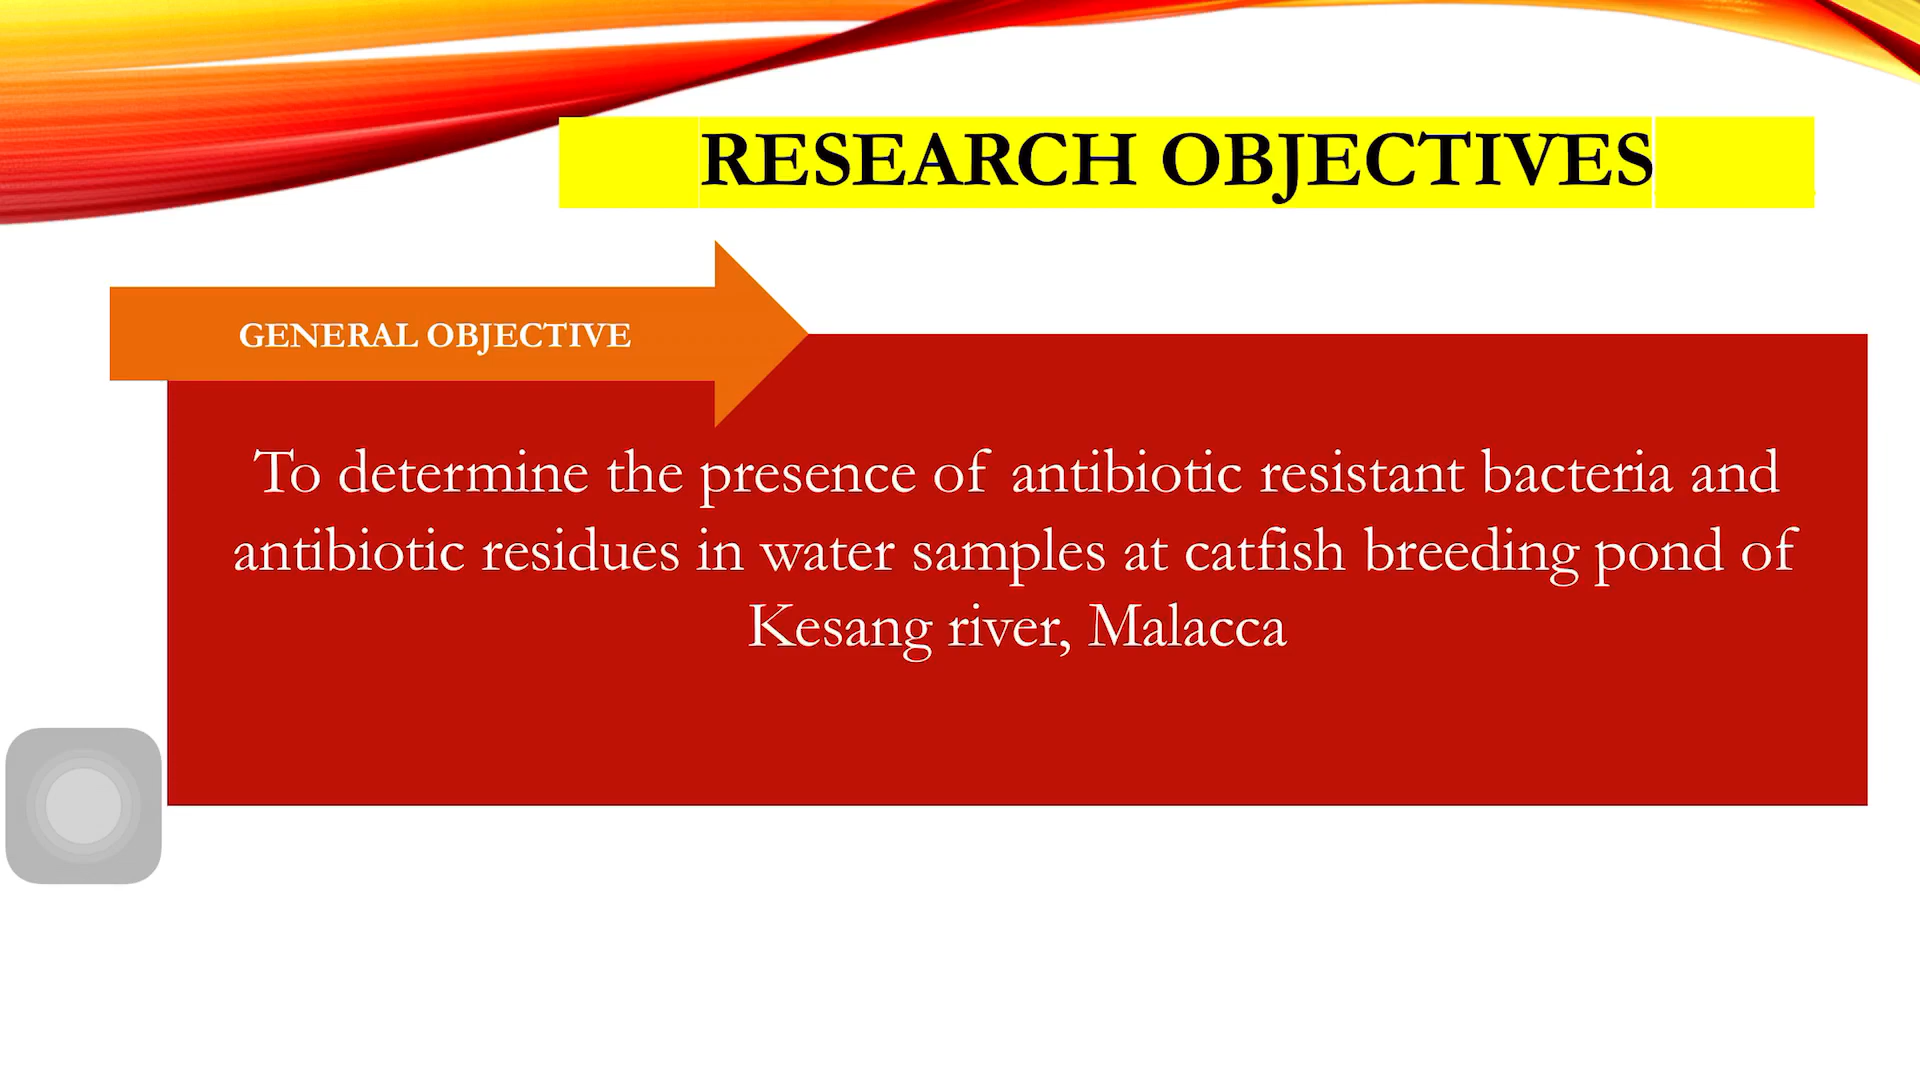 RESEARCH OBJECTIVES
GENERAL OBJECTIVE
To determine the presence of antibiotic resistant bacteria and
antibiotic residues in water samples at catfish breeding pond of
Kesang river, Malacca